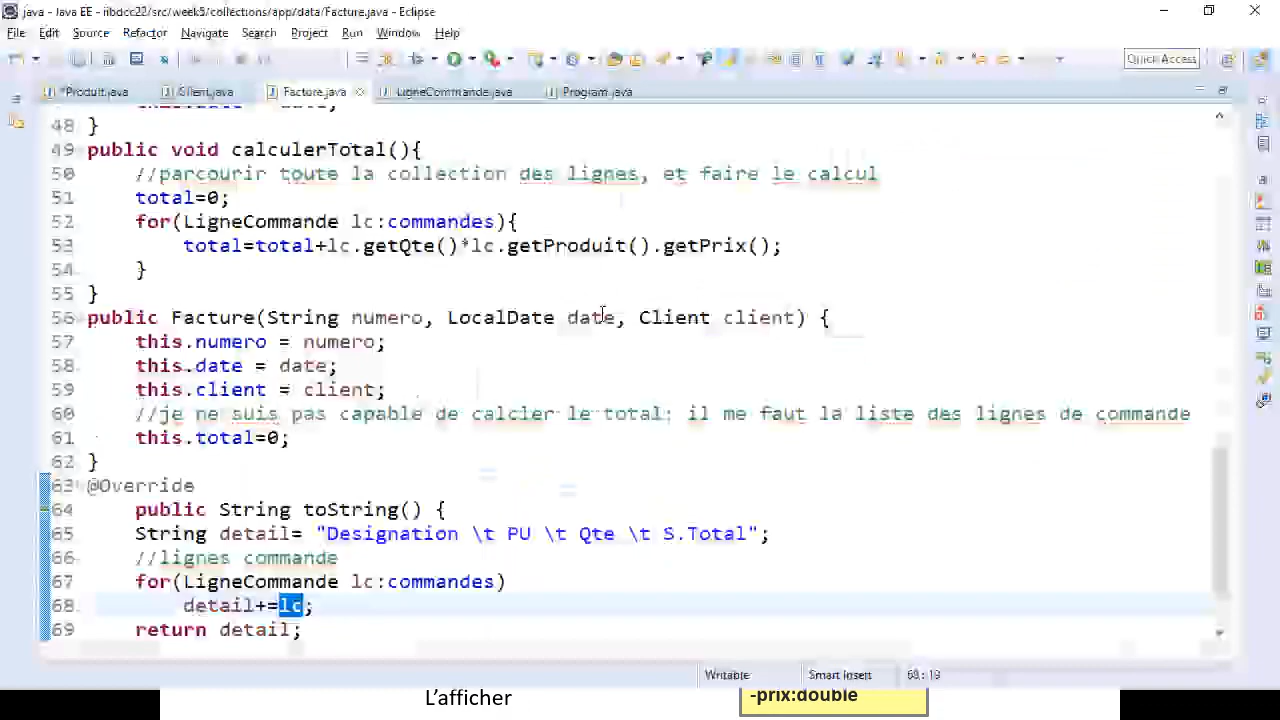 java - Java EE - iibdcc22/src/week5/collections/app/data/Facture.java - Eclipse
File Edit Source Refactor Navigate Search Project Run Window Help
Quick Access
*Produit.java Client.java Facture.java LigneCommande.java Program.java
48 }
49 public void calculerTotal(){
50 //parcourir toute la collection des lignes, et faire le calcul
51 total=0;
52 for(LigneCommande lc:commandes){
53 total=total+lc.getQte()*lc.getProduit().getPrix();
54 }
55 }
56 public Facture(String numero, LocalDate date, Client client) {
57 this.numero = numero;
58 this.date = date;
59 this.client = client;
60 //je ne suis pas capable de calcler le total; il me faut la liste des lignes de commande
61 this.total=0;
62 }
63 @Override
64 public String toString() {
65 String detail= "Designation \t PU \t Qte \t S.Total";
66 //lignes commande
67 for(LigneCommande lc:commandes)
68 detail+=lc;
69 return detail;
Writable Smart Insert 68 : 19
L'afficher
-prix:double